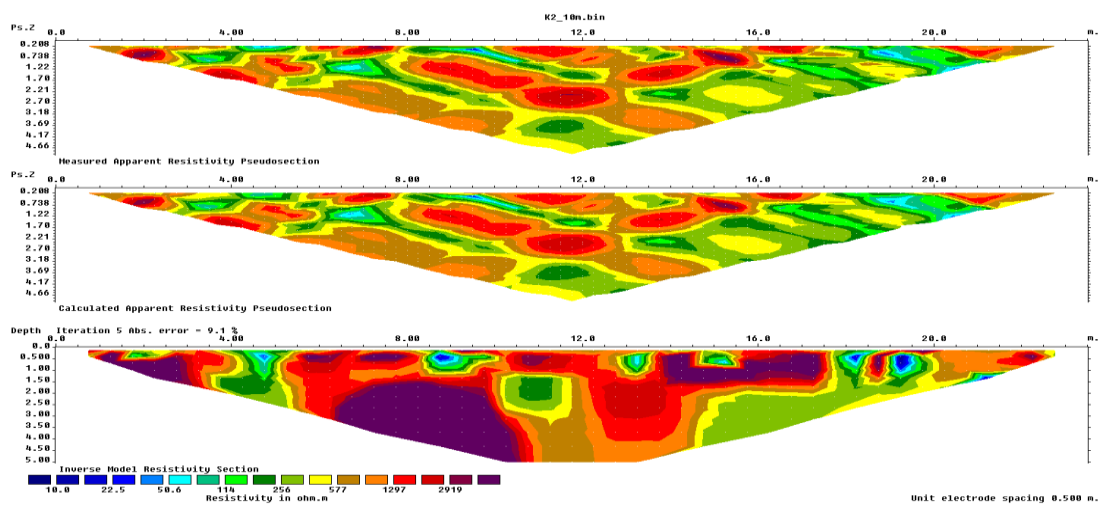 K2_10m.bin
Ps.Z 0.0 4.00 8.00 12.0 16.0 20.0 m.
0.208
0.738
1.22
1.70
2.21
2.70
3.18
3.69
4.17
4.66
Measured Apparent Resistivity Pseudosection
Ps.Z 0.0 4.00 8.00 12.0 16.0 20.0 m.
0.208
0.738
1.22
1.70
2.21
2.70
3.18
3.69
4.17
4.66
Calculated Apparent Resistivity Pseudosection
Depth Iteration 5 Abs. error = 9.1 %
0.0 4.00 8.00 12.0 16.0 20.0 m.
0.0
0.500
1.00
1.50
2.00
2.50
3.00
3.50
4.00
4.50
5.00
Inverse Model Resistivity Section
10.0 22.5 50.6 114 256 577 1297 2919
Resistivity in ohm.m
Unit electrode spacing 0.500 m.